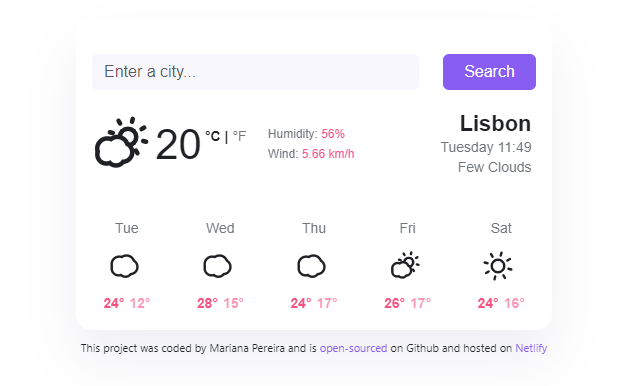 Enter a city...
Search
20 °C | °F
Humidity: 56%
Wind: 5.66 km/h
Lisbon
Tuesday 11:49
Few Clouds
Tue Wed Thu Fri Sat
24° 12° 28° 15° 24° 17° 26° 17° 24° 16°
This project was coded by Mariana Pereira and is open-sourced on Github and hosted on Netlify